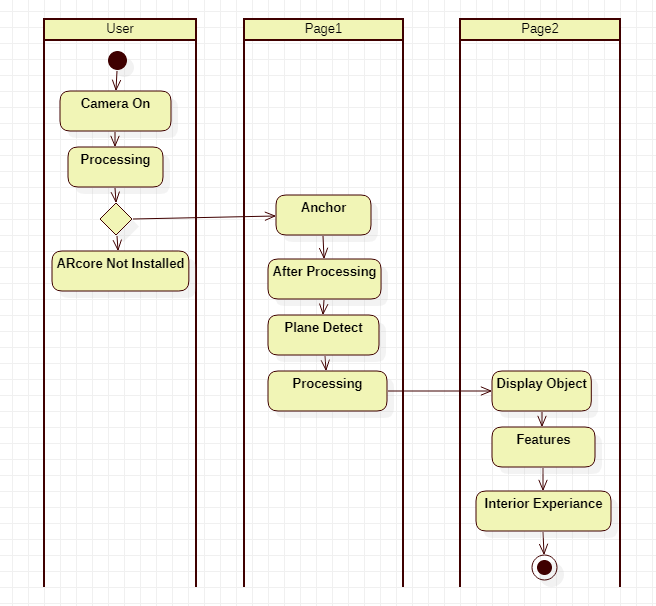 User
Page1
Page2
Camera On
Processing
ARcore Not Installed
Anchor
After Processing
Plane Detect
Processing
Display Object
Features
Interior Experiance